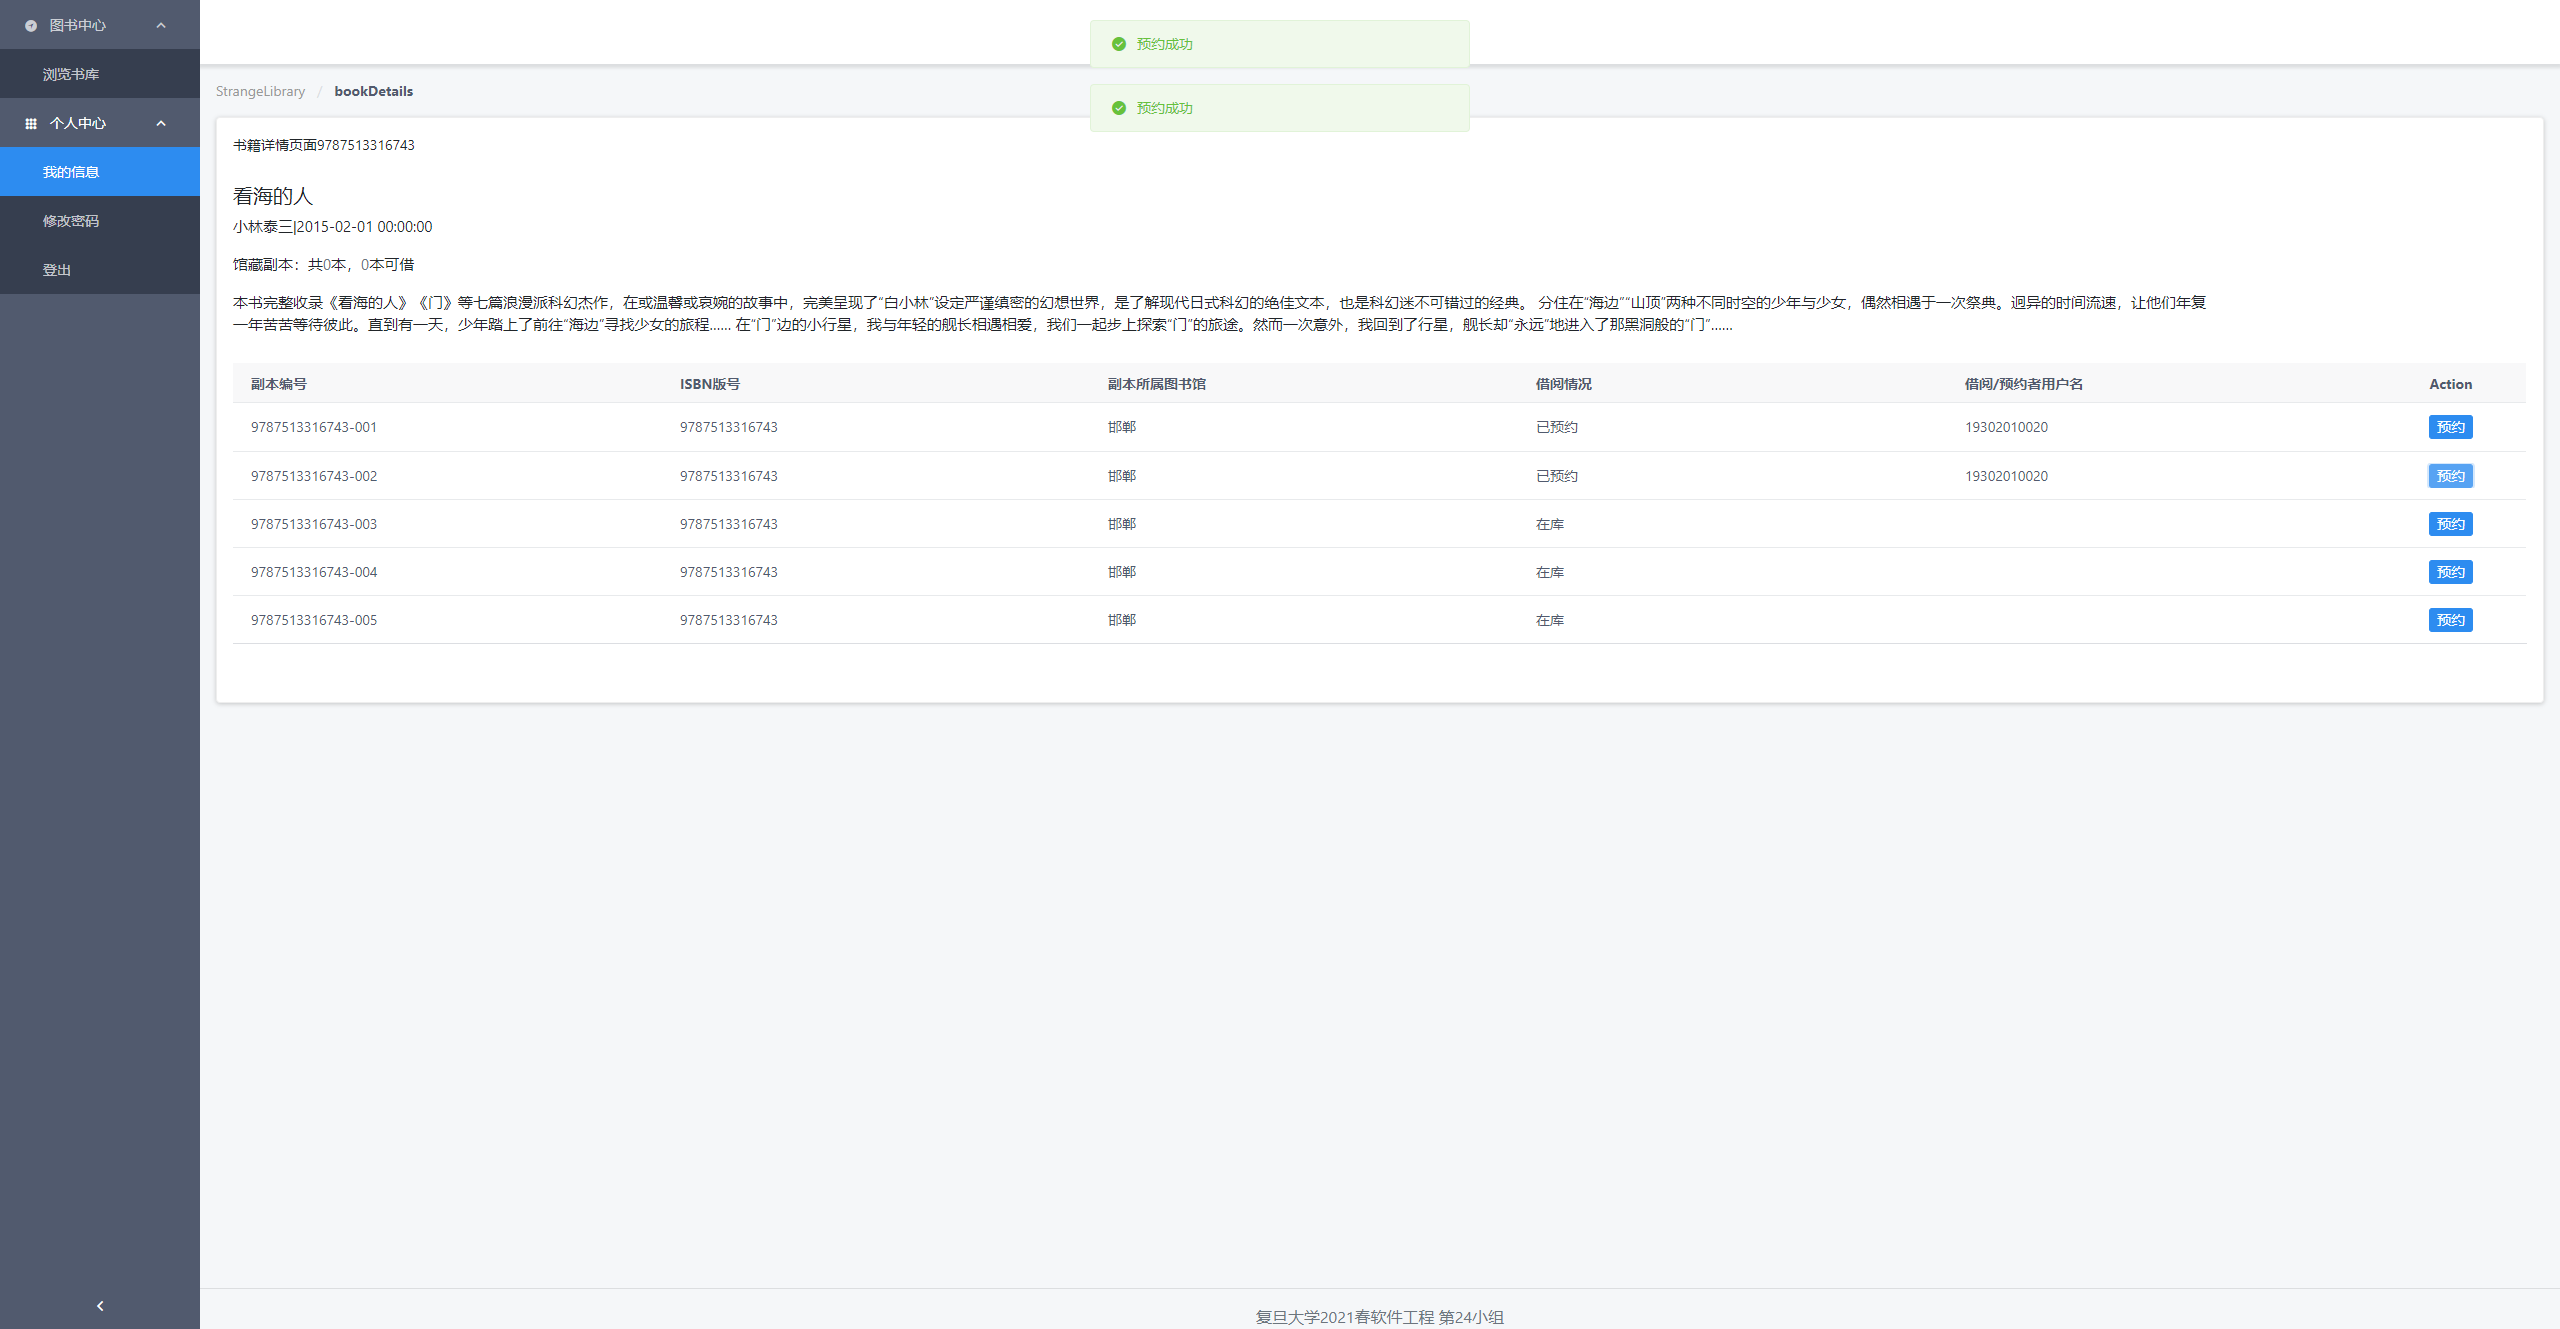 图书中心
浏览书库
个人中心
我的信息
修改密码
登出
预约成功
预约成功
StrangeLibrary / bookDetails
书籍详情页面9787513316743
看海的人
小林泰三|2015-02-01 00:00:00
馆藏副本：共0本，0本可借
本书完整收录《看海的人》《门》等七篇浪漫派科幻杰作，在或温馨或哀婉的故事中，完美呈现了“白小林”设定严谨缜密的幻想世界，是了解现代日式科幻的绝佳文本，也是科幻迷不可错过的经典。 分住在“海边”“山顶”两种不同时空的少年与少女，偶然相遇于一次祭典。迥异的时间流速，让他们年复
一年苦苦等待彼此。直到有一天，少年踏上了前往“海边”寻找少女的旅程…… 在“门”边的小行星，我与年轻的舰长相遇相爱，我们一起步上探索“门”的旅途。然而一次意外，我回到了行星，舰长却“永远”地进入了那黑洞般的“门”……
副本编号 ISBN版号 副本所属图书馆 借阅情况 借阅/预约者用户名 Action
9787513316743-001 9787513316743 邯郸 已预约 19302010020 预约
9787513316743-002 9787513316743 邯郸 已预约 19302010020 预约
9787513316743-003 9787513316743 邯郸 在库 预约
9787513316743-004 9787513316743 邯郸 在库 预约
9787513316743-005 9787513316743 邯郸 在库 预约
复旦大学2021春软件工程 第24小组